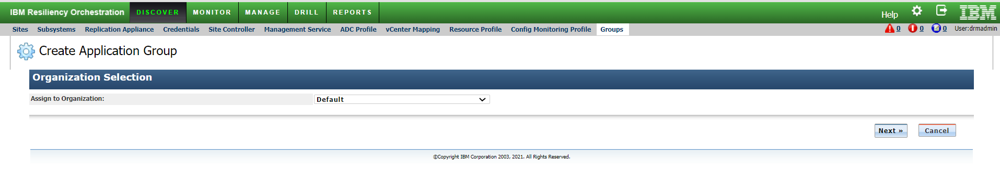 IBM Resiliency Orchestration DISCOVER MONITOR MANAGE DRILL REPORTS Help IBM
Sites Subsystems Replication Appliance Credentials Site Controller Management Service ADC Profile vCenter Mapping Resource Profile Config Monitoring Profile Groups 0 0 0 User:drmadmin
Create Application Group
Organization Selection
Assign to Organization: Default
Next » Cancel
©Copyright IBM Corporation 2003, 2021. All Rights Reserved.